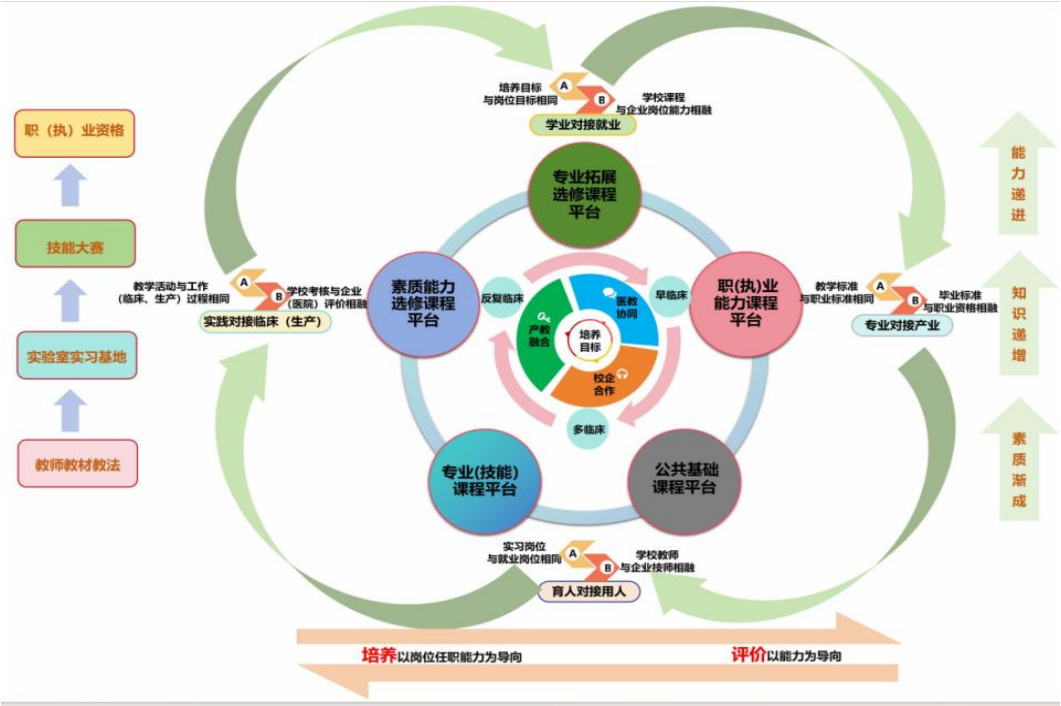 培养目标
与岗位目标相同
A
B
学校课程
与企业岗位能力相融
学业对接就业
职（执）业资格
技能大赛
实验室实习基地
教师教材教法
能力递进
知识递增
素质渐成
专业拓展
选修课程
平台
素质能力
选修课程
平台
职(执)业
能力课程
平台
专业(技能)
课程平台
公共基础
课程平台
反复临床
早临床
多临床
产教
融合
医教
协同
校企
合作
培养
目标
教学活动与工作
（临床、生产）过程相同
A
B
学校考核与企业
（医院）评价相融
实践对接临床（生产）
教学标准
与职业标准相同
A
B
毕业标准
与职业资格相融
专业对接产业
实习岗位
与就业岗位相同
A
B
学校教师
与企业技师相融
育人对接用人
培养以岗位任职能力为导向
评价以能力为导向